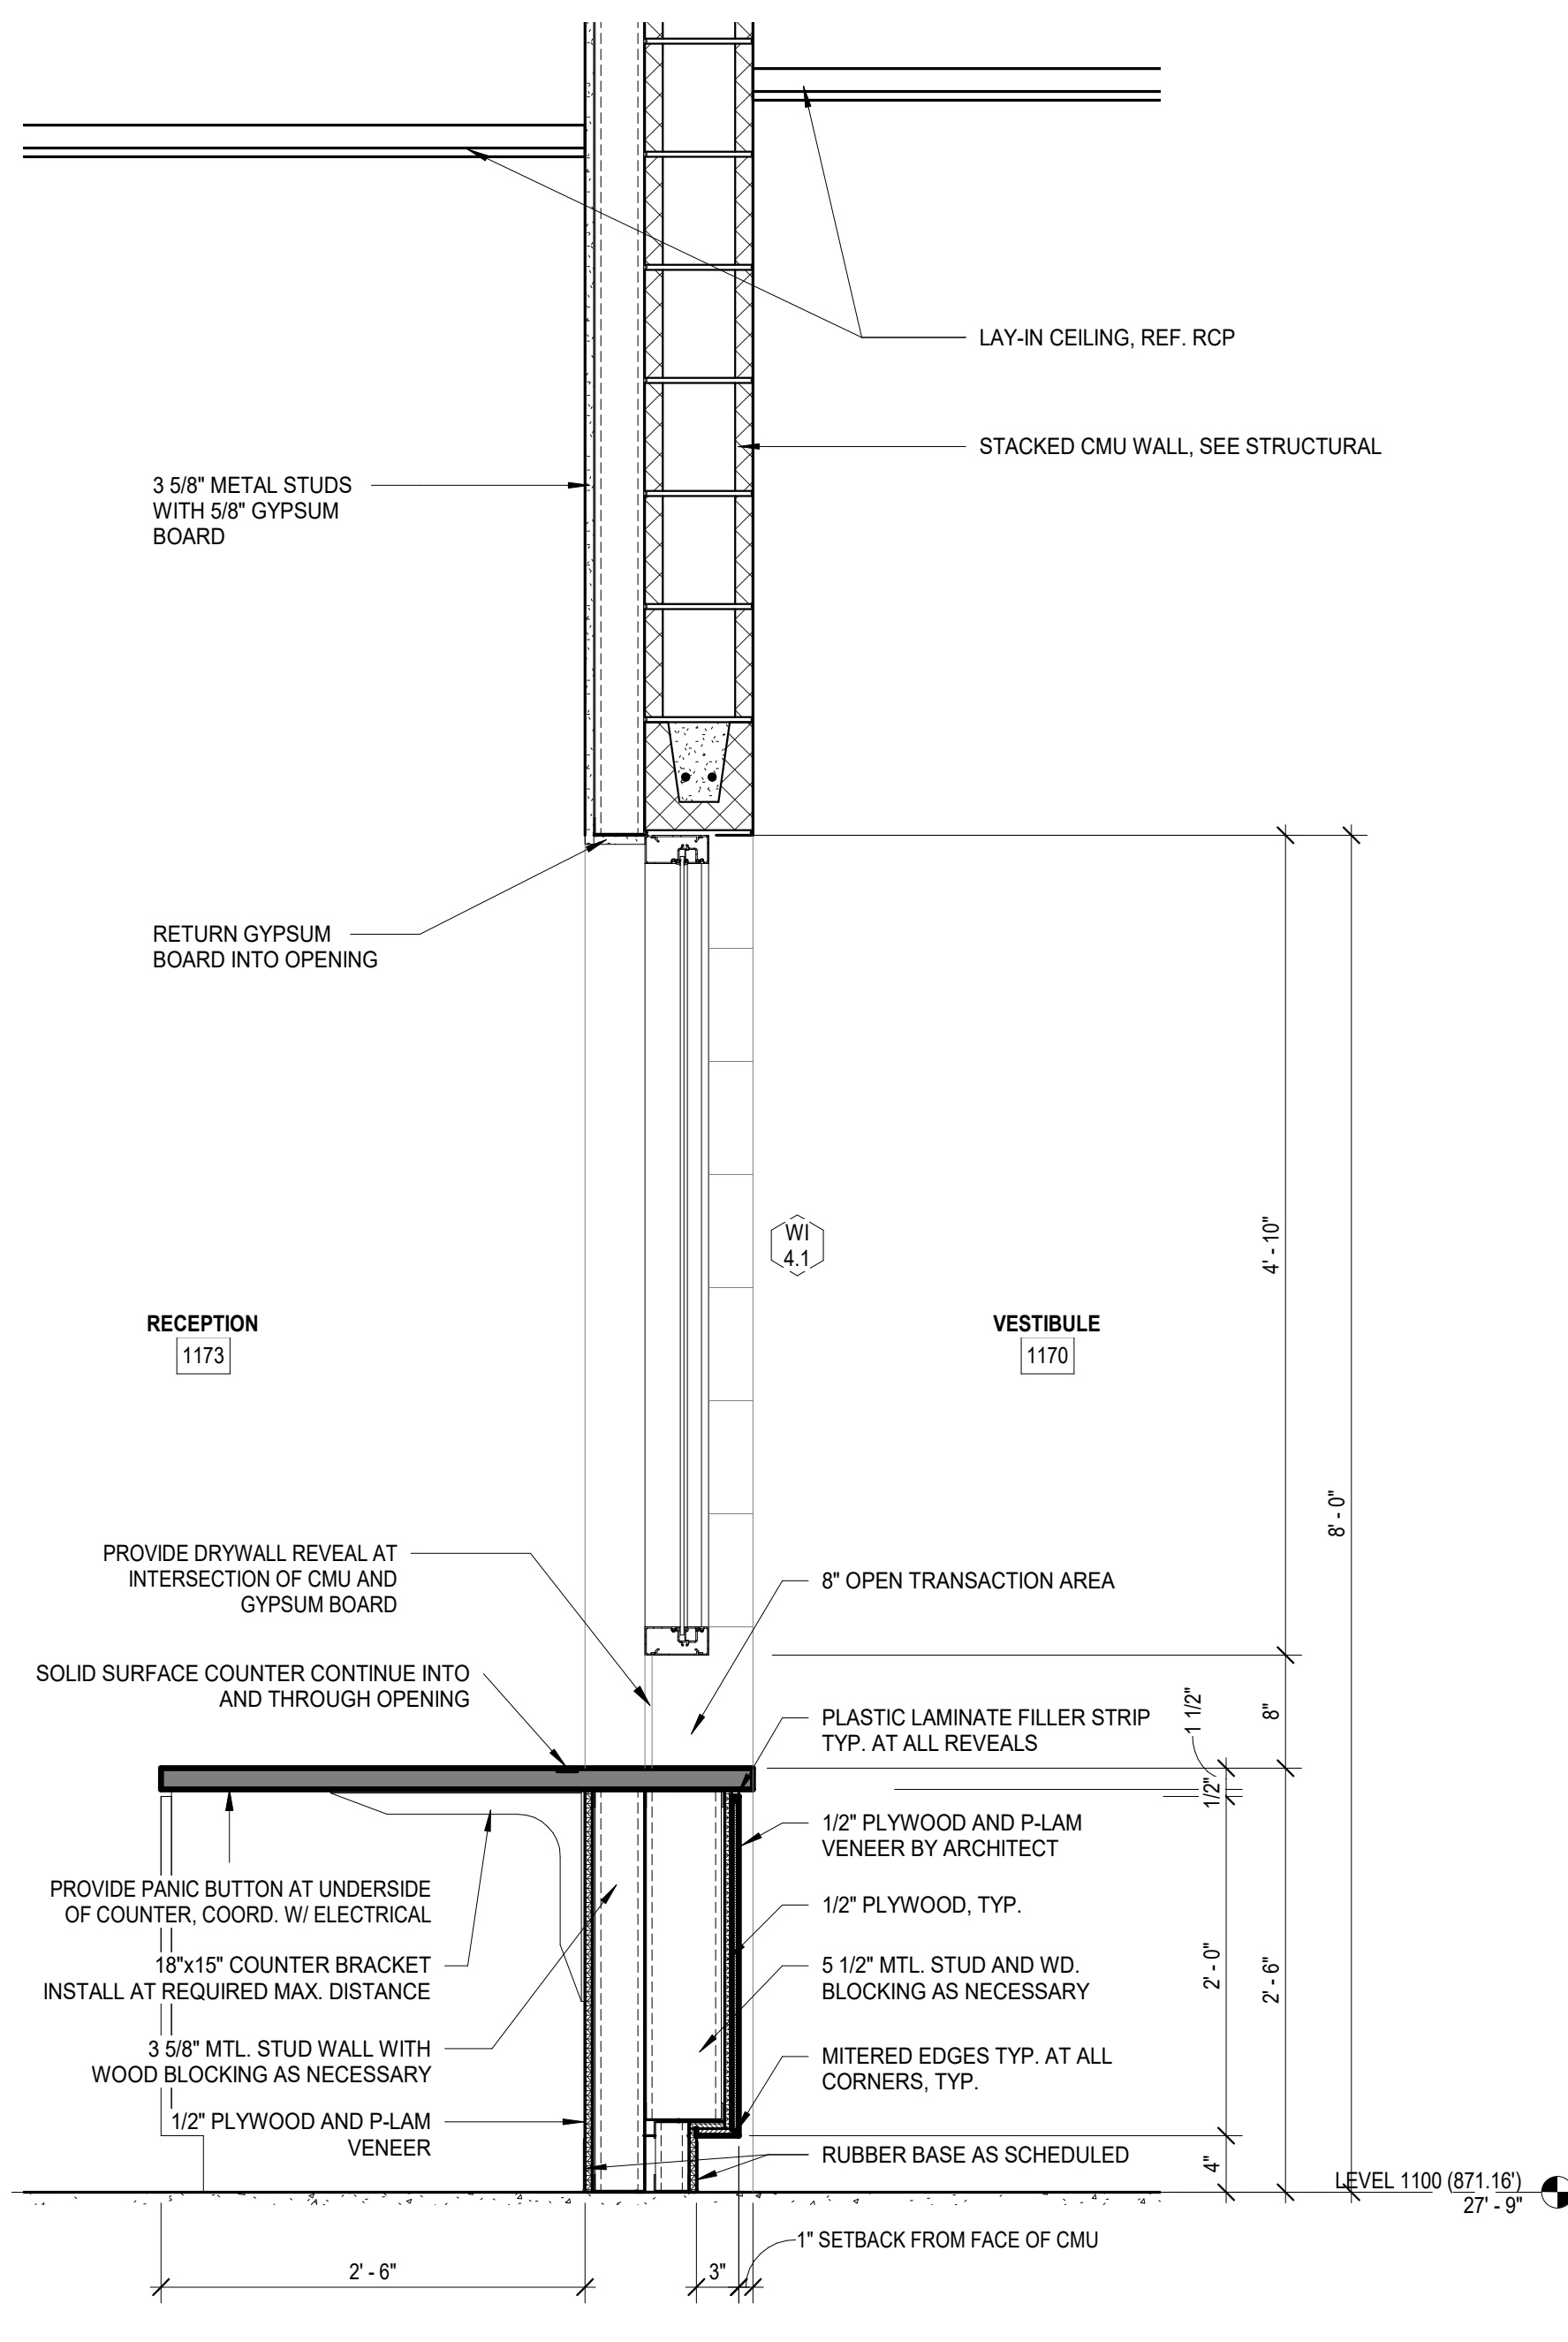 LAY-IN CEILING, REF. RCP
STACKED CMU WALL, SEE STRUCTURAL
3 5/8" METAL STUDS
WITH 5/8" GYPSUM
BOARD
RETURN GYPSUM
BOARD INTO OPENING
WI
4.1
4' - 10"
RECEPTION
1173
VESTIBULE
1170
8' - 0"
PROVIDE DRYWALL REVEAL AT
INTERSECTION OF CMU AND
GYPSUM BOARD
8" OPEN TRANSACTION AREA
SOLID SURFACE COUNTER CONTINUE INTO
AND THROUGH OPENING
PLASTIC LAMINATE FILLER STRIP
TYP. AT ALL REVEALS
1 1/2"
8"
1/2"
1/2" PLYWOOD AND P-LAM
VENEER BY ARCHITECT
PROVIDE PANIC BUTTON AT UNDERSIDE
OF COUNTER, COORD. W/ ELECTRICAL
1/2" PLYWOOD, TYP.
18"x15" COUNTER BRACKET
INSTALL AT REQUIRED MAX. DISTANCE
5 1/2" MTL. STUD AND WD.
BLOCKING AS NECESSARY
2' - 0"
2' - 6"
3 5/8" MTL. STUD WALL WITH
WOOD BLOCKING AS NECESSARY
MITERED EDGES TYP. AT ALL
CORNERS, TYP.
1/2" PLYWOOD AND P-LAM
VENEER
RUBBER BASE AS SCHEDULED
4"
LEVEL 1100 (871.16')
27' - 9"
1" SETBACK FROM FACE OF CMU
2' - 6"
3"